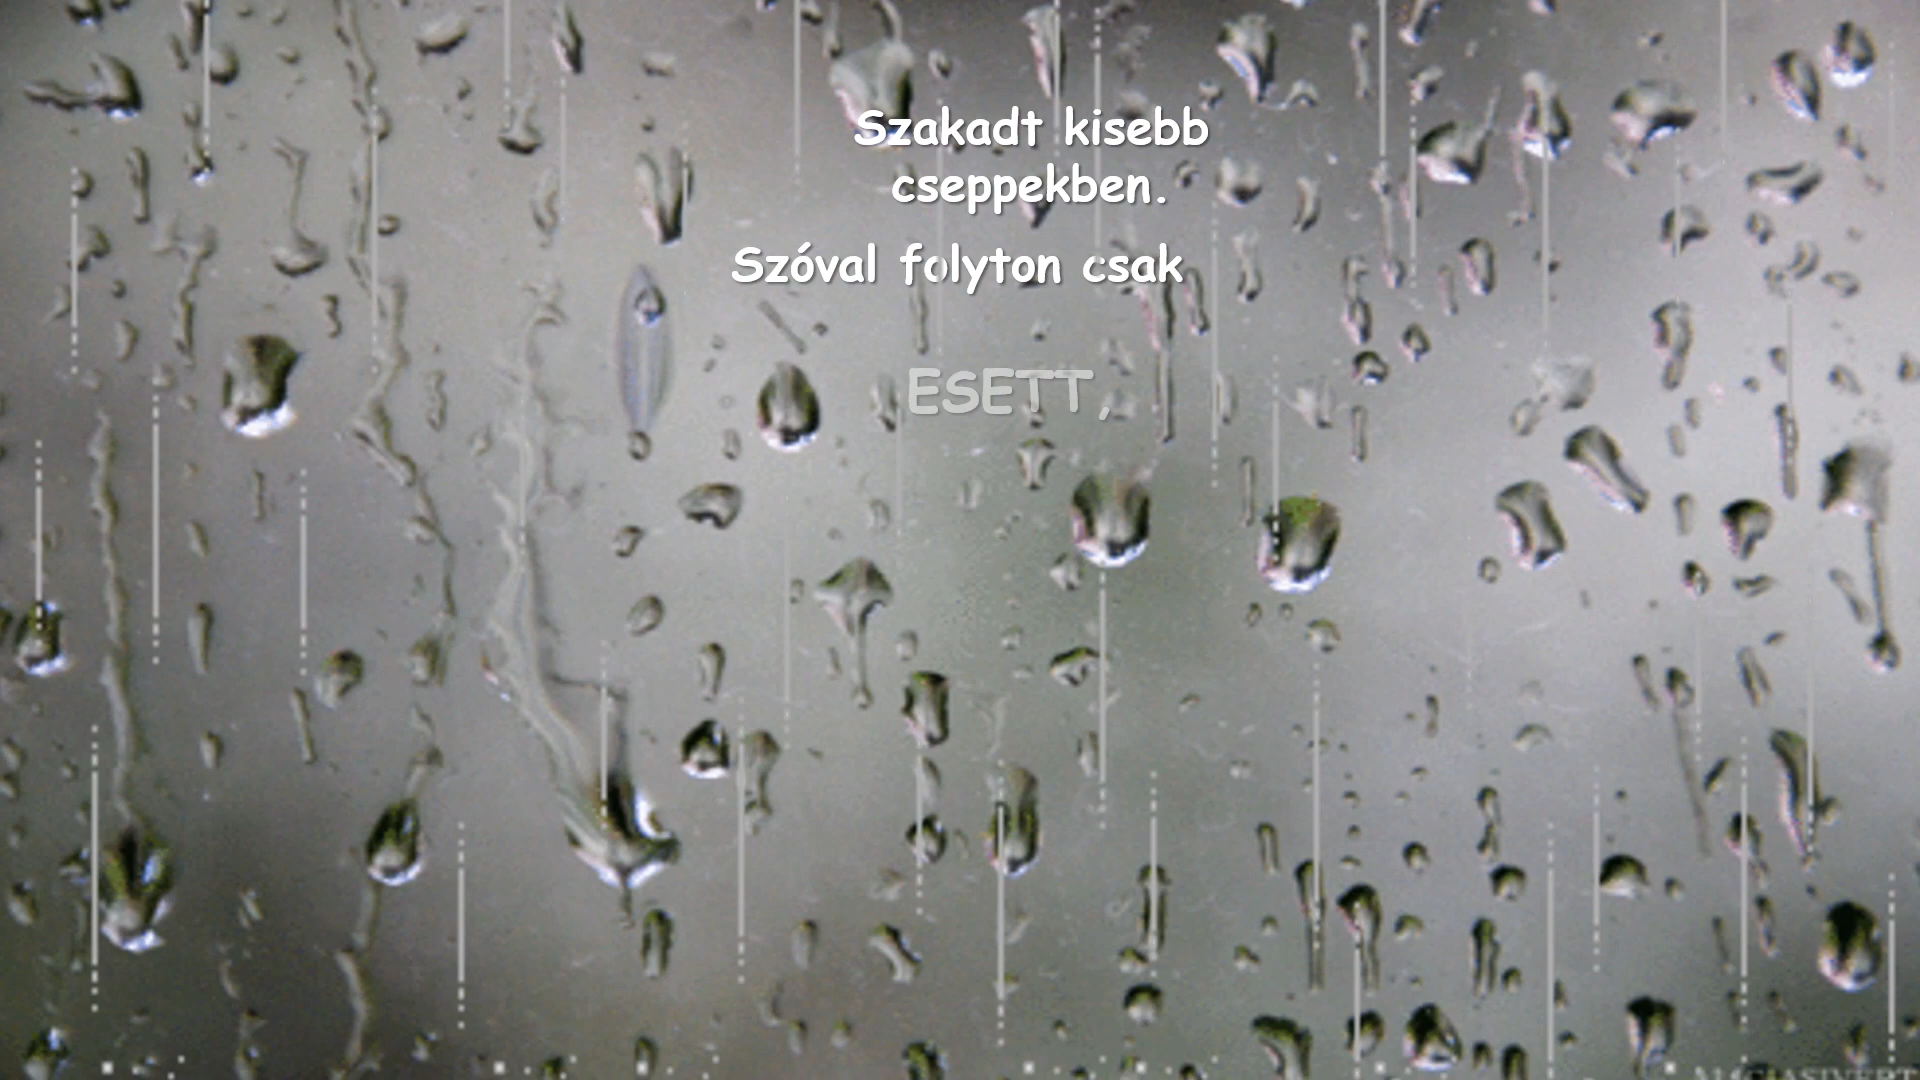 Szakadt kisebb
cseppekben.
Szóval folyton csak
ESETT,